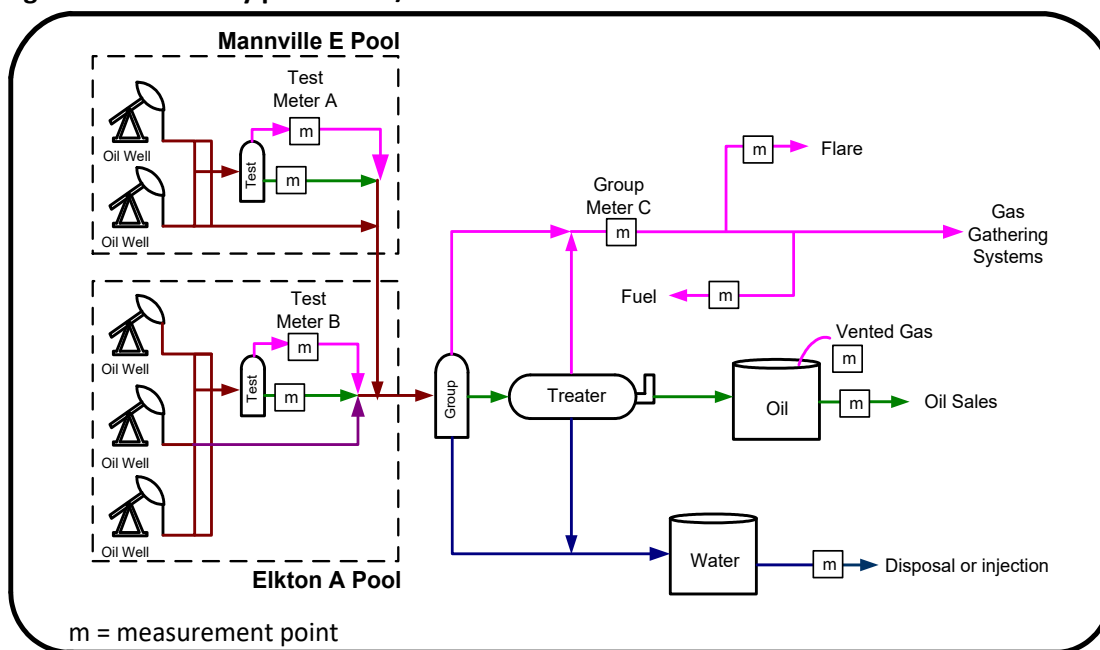 Mannville E Pool
Test
Meter A
m
Oil Well
Test
m
Oil Well
m
Flare
Group
Meter C
m
Gas
Gathering
Systems
Fuel
m
Test
Meter B
m
Oil Well
Test
m
Oil Well
Oil Well
Group
Treater
Vented Gas
m
Oil
m
Oil Sales
Water
m
Disposal or injection
Elkton A Pool
m = measurement point